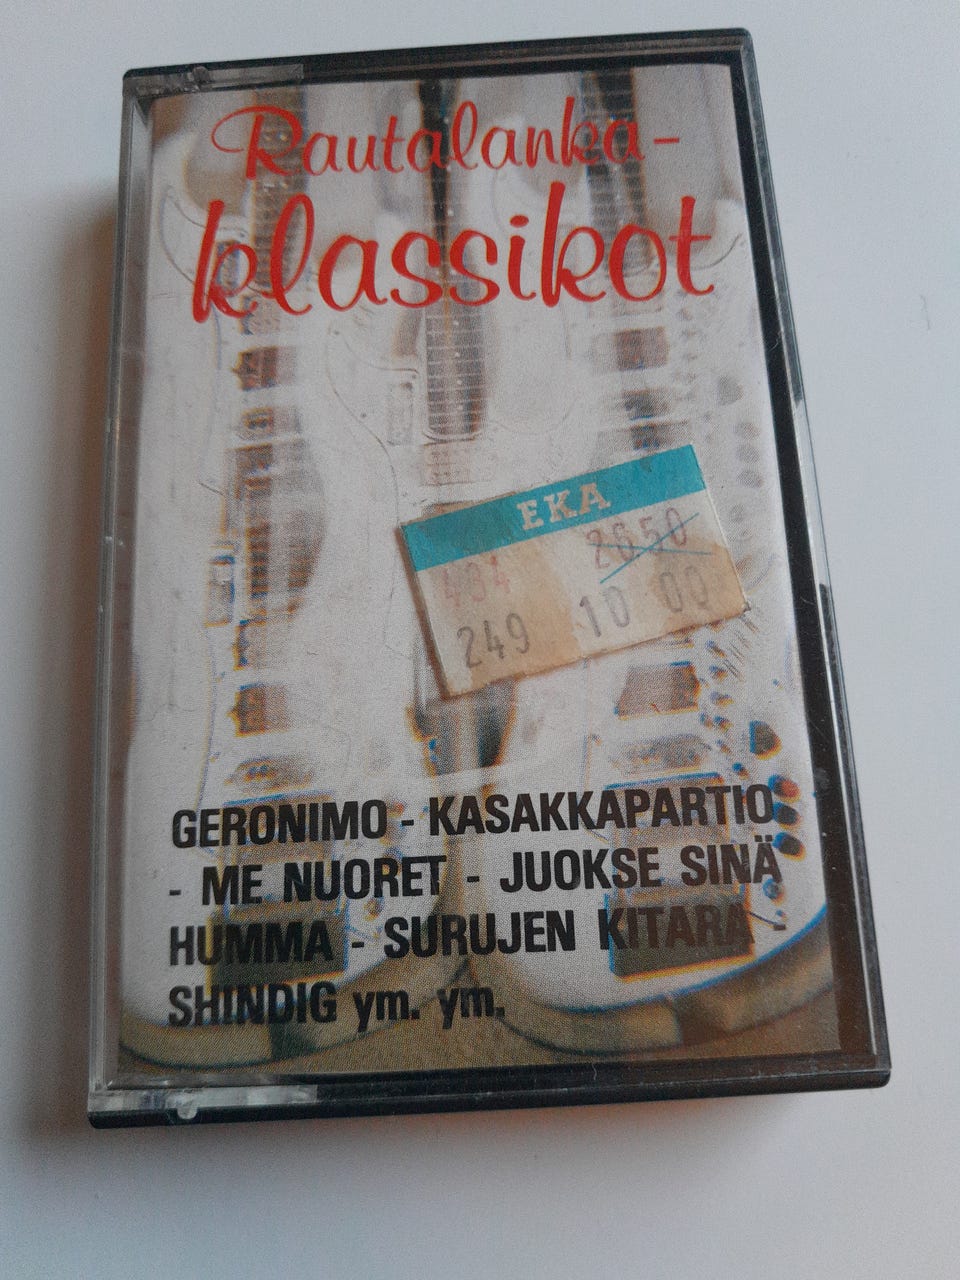 Rautalanka-
klassikot
EKA
2650
434
249 10 00
GERONIMO - KASAKKAPARTIO
- ME NUORET - JUOKSE SINÄ
HUMMA - SURUJEN KITARA -
SHINDIG ym. ym.